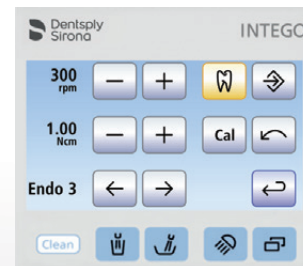 Dentsply
Sirona
INTEGO
300
rpm
1.00
Ncm
Cal
Endo 3
Clean